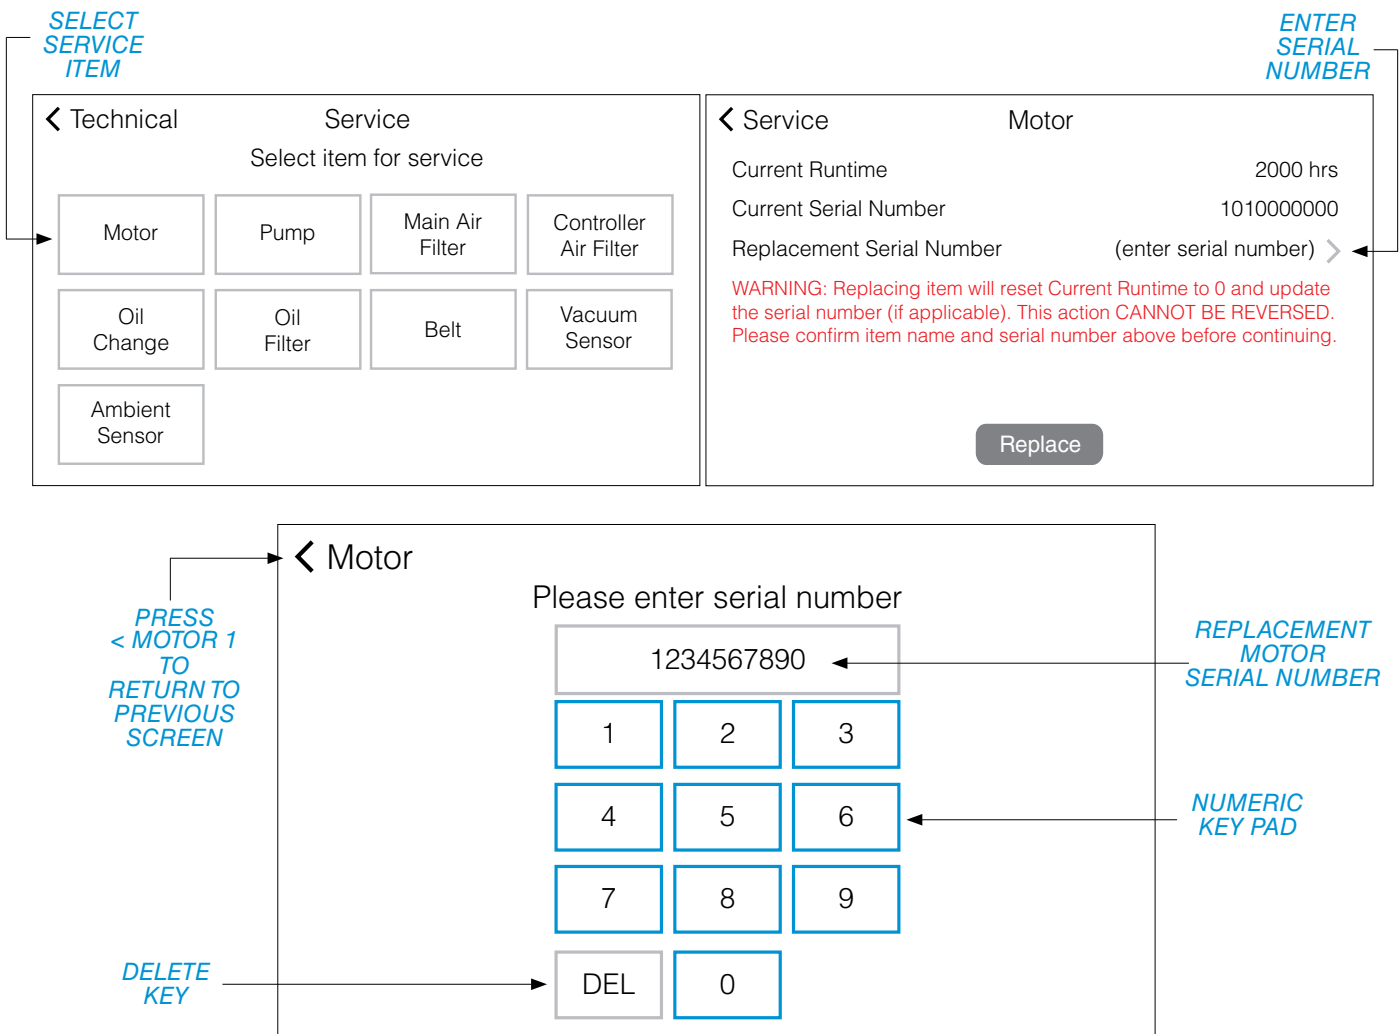 SELECT
SERVICE
ITEM
ENTER
SERIAL
NUMBER
Technical
Service
Select item for service
Motor
Pump
Main Air
Filter
Controller
Air Filter
Oil
Change
Oil
Filter
Belt
Vacuum
Sensor
Ambient
Sensor
Service
Motor
Current Runtime 2000 hrs
Current Serial Number 1010000000
Replacement Serial Number (enter serial number)
WARNING: Replacing item will reset Current Runtime to 0 and update
the serial number (if applicable). This action CANNOT BE REVERSED.
Please confirm item name and serial number above before continuing.
Replace
Motor
Please enter serial number
1234567890
1 2 3
4 5 6
7 8 9
DEL 0
PRESS
< MOTOR 1
TO
RETURN TO
PREVIOUS
SCREEN
REPLACEMENT
MOTOR
SERIAL NUMBER
NUMERIC
KEY PAD
DELETE
KEY